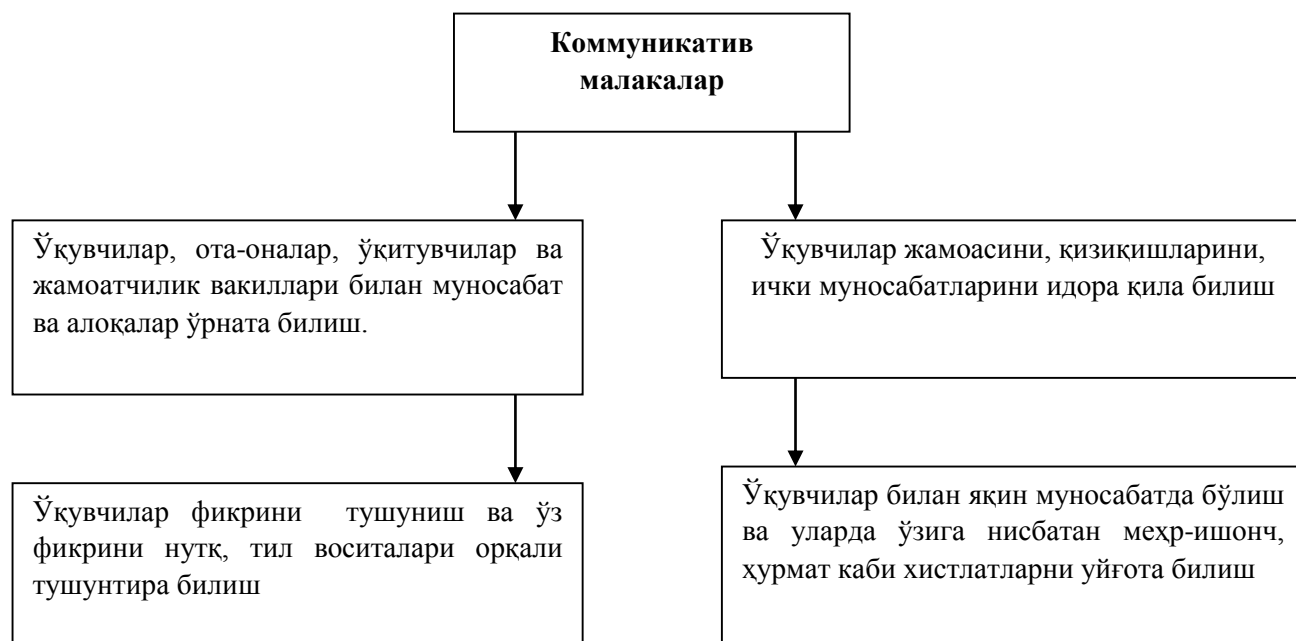 Коммуникатив
малакалар
Ўқувчилар, ота-оналар, ўқитувчилар ва
жамоатчилик вакиллари билан муносабат
ва алоқалар ўрната билиш.
Ўқувчилар жамоасини, қизиқишларини,
ички муносабатларини идора қила билиш
Ўқувчилар фикрини тушуниш ва ўз
фикрини нутқ, тил воситалари орқали
тушунтира билиш
Ўқувчилар билан яқин муносабатда бўлиш
ва уларда ўзига нисбатан меҳр-ишонч,
ҳурмат каби хистлатларни уйғота билиш